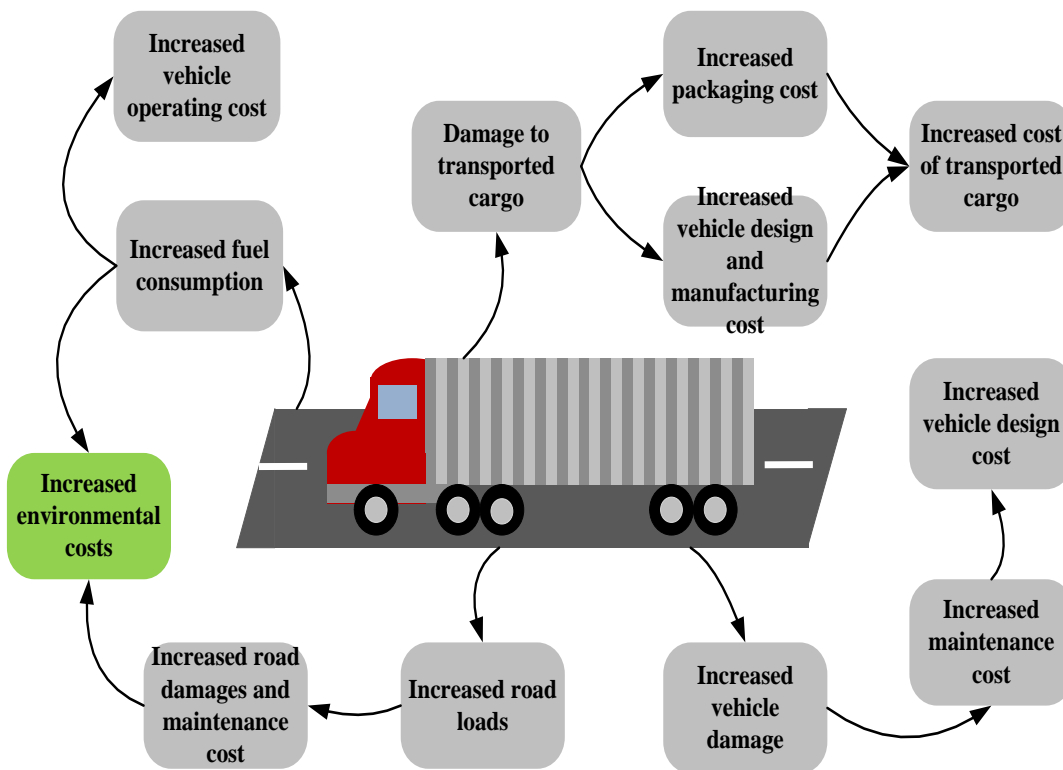 Increased
vehicle
operating cost
Increased
packaging cost
Damage to
transported
cargo
Increased cost
of transported
cargo
Increased
vehicle design
and
manufacturing
cost
Increased fuel
consumption
Increased
vehicle design
cost
Increased
environmental
costs
Increased
maintenance
cost
Increased road
damages and
maintenance
cost
Increased road
loads
Increased
vehicle
damage